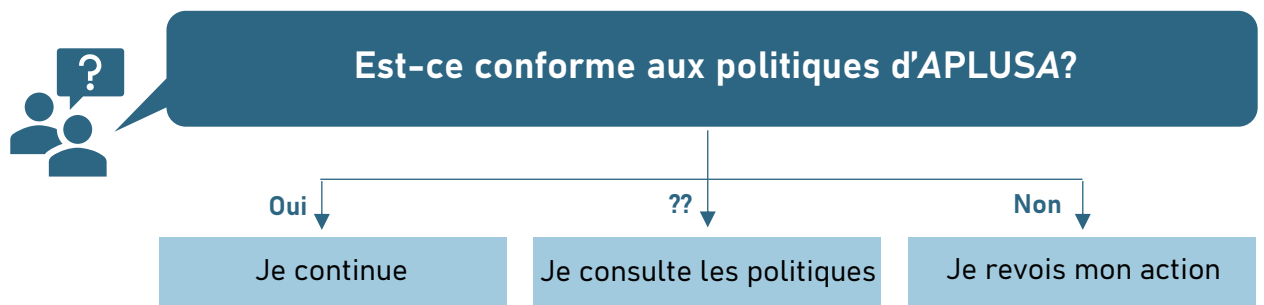 ?
Est-ce conforme aux politiques d'APLUSA?
Oui
??
Non
Je continue
Je consulte les politiques
Je revois mon action